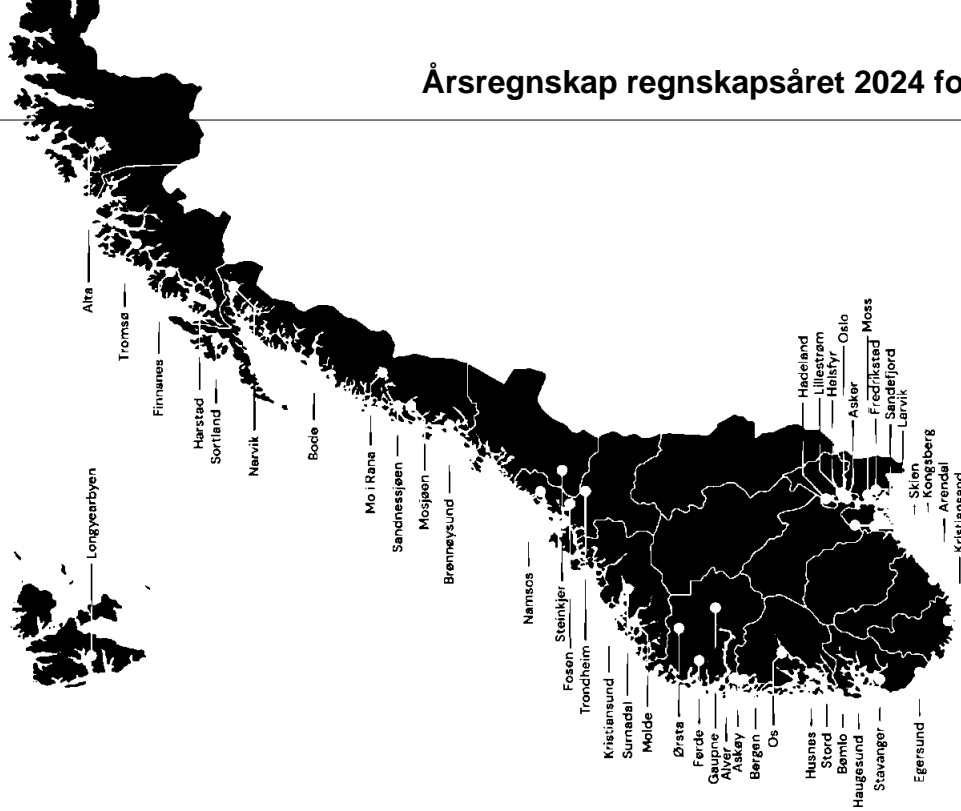 Årsregnskap regnskapsåret 2024 fo
Alta
Tromsø
Finnanes
Harstad
Sortland
Narvik
Bodø
Mo i Rana
Sandnessjøen
Mosjøen
Brønnøysund
Longyearbyen
Namsos
Steinkjer
Fosen
Trondheim
Kristiansund
Surnadal
Molde
Ørsta
Førde
Gaupne
Alver
Askøy
Bergen
Os
Husnes
Stord
Bømlo
Haugesund
Stavanger
Egersund
Hadeland
Lillestrøm
Helsfyr
Oslo
Asker
Moss
Fredrikstad
Sandefjord
Larvik
Skien
Kongsberg
Arendal
Kristiansand